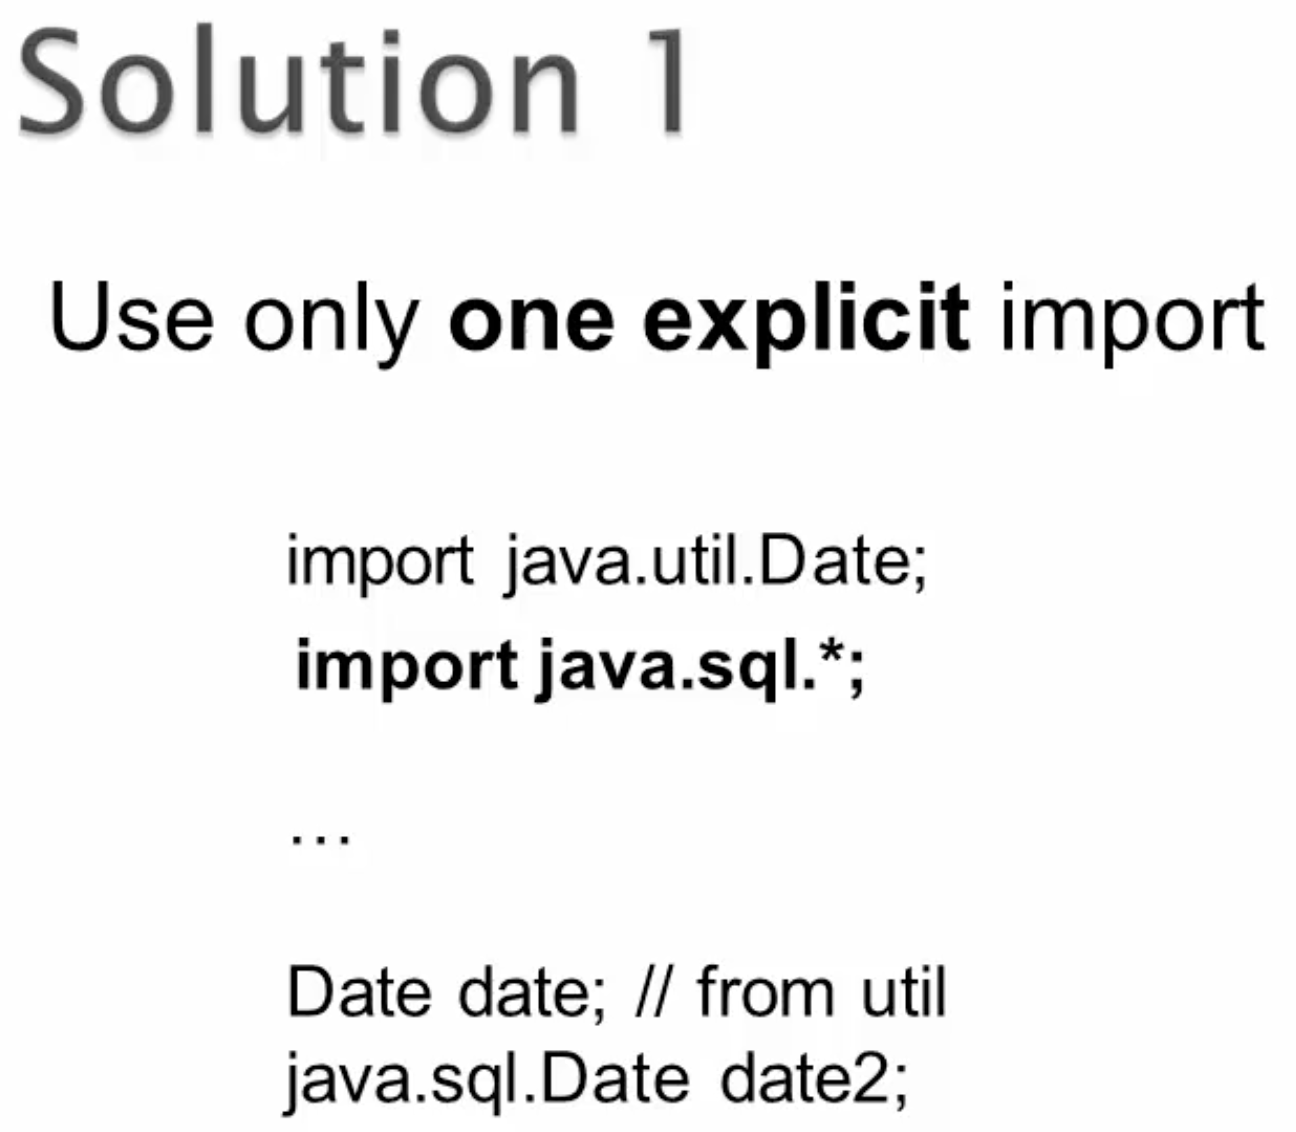 Solution 1
Use only one explicit import
import java.util.Date;
import java.sql.*;
...
Date date; // from util
java.sql.Date date2;